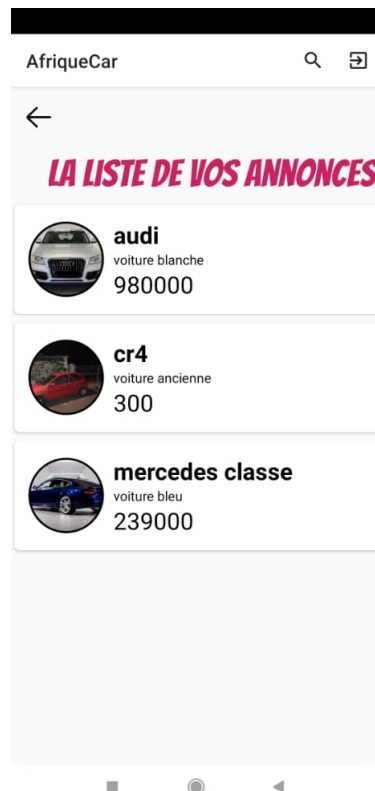 AfriqueCar
LA LISTE DE VOS ANNONCES
audi
voiture blanche
980000
cr4
voiture ancienne
300
mercedes classe
voiture bleu
239000